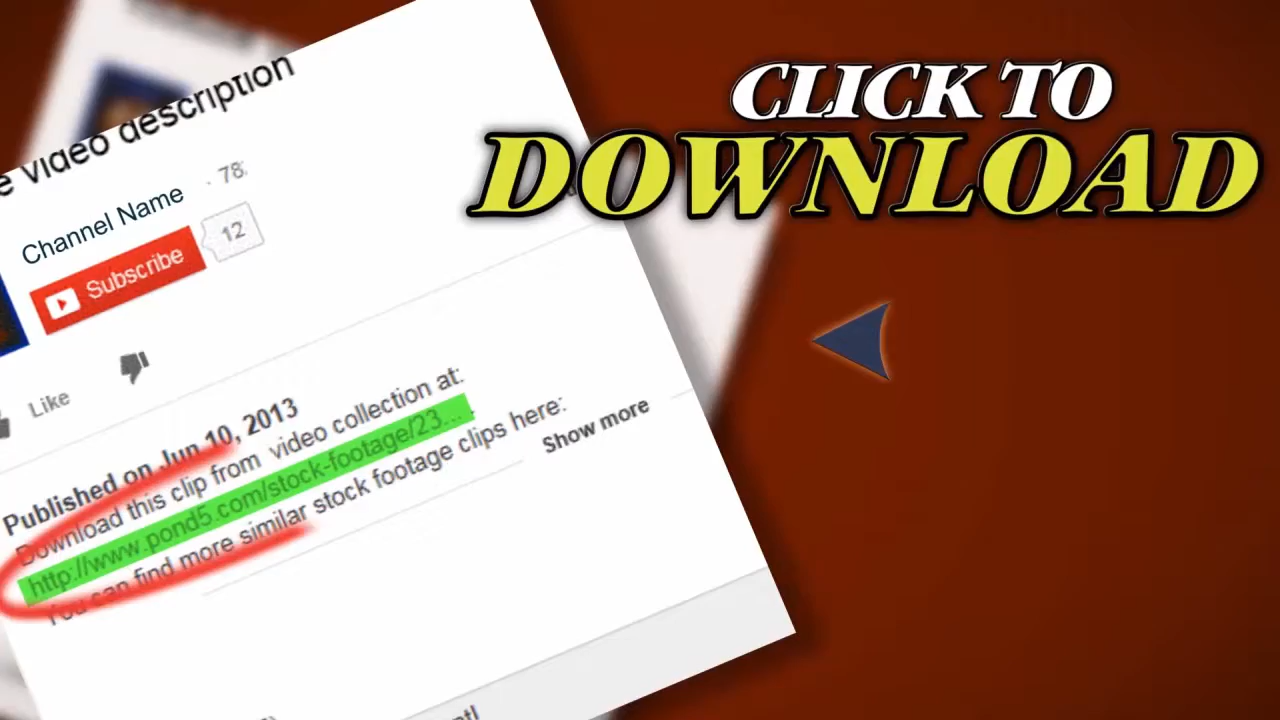 CLICK TO
DOWNLOAD
video description
Channel Name
Subscribe
12
Like
Published on Jun 10, 2013
Download this clip from video collection at:
http://www.pond5.com/stock-footage/23...
You can find more similar stock footage clips here:
Show more